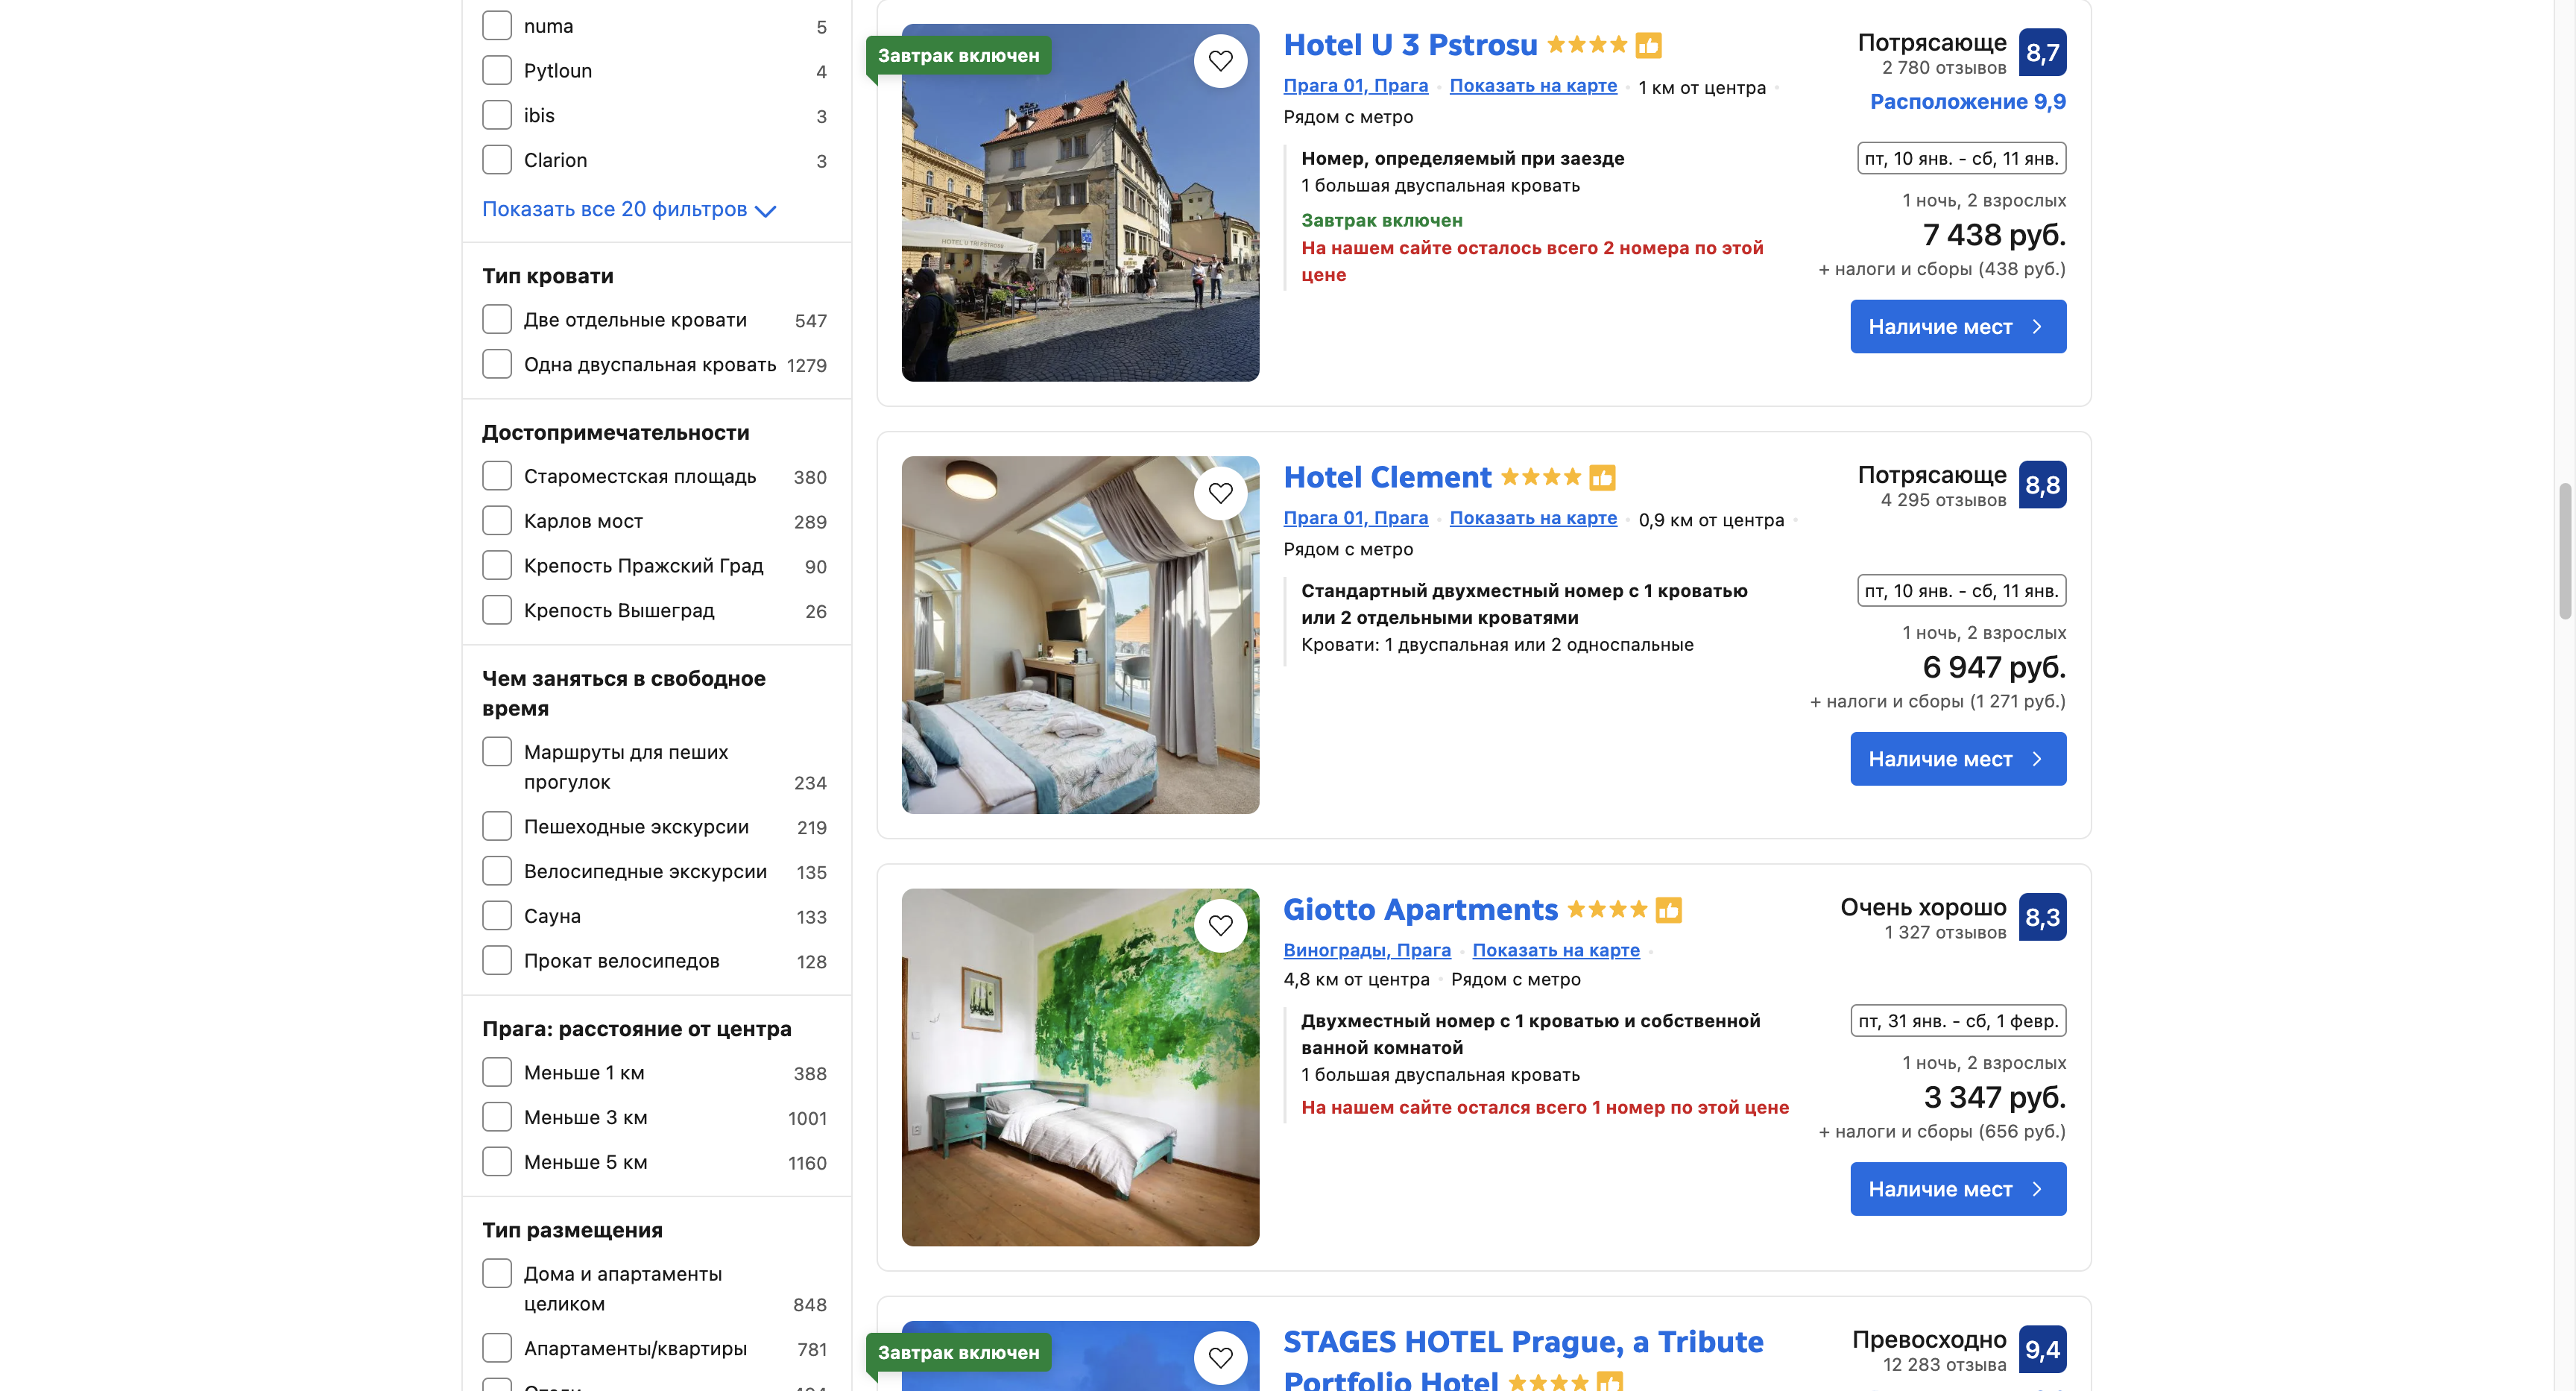 numa 5
Pytloun 4
ibis 3
Clarion 3
Показать все 20 фильтров
Тип кровати
Две отдельные кровати 547
Одна двуспальная кровать 1279
Достопримечательности
Староместская площадь 380
Карлов мост 289
Крепость Пражский Град 90
Крепость Вышеград 26
Чем заняться в свободное
время
Маршруты для пеших
прогулок 234
Пешеходные экскурсии 219
Велосипедные экскурсии 135
Сауна 133
Прокат велосипедов 128
Прага: расстояние от центра
Меньше 1 км 388
Меньше 3 км 1001
Меньше 5 км 1160
Тип размещения
Дома и апартаменты
целиком 848
Апартаменты/квартиры 781
Завтрак включен
HOTEL U TŘI PŠTROSŮ
Hotel U 3 Pstrosu
Прага 01, Прага Показать на карте 1 км от центра
Рядом с метро
Номер, определяемый при заезде
1 большая двуспальная кровать
Завтрак включен
На нашем сайте осталось всего 2 номера по этой
цене
Потрясающе 8,7
2 780 отзывов
Расположение 9,9
пт, 10 янв. - сб, 11 янв.
1 ночь, 2 взрослых
7 438 руб.
+ налоги и сборы (438 руб.)
Наличие мест
Hotel Clement
Прага 01, Прага Показать на карте 0,9 км от центра
Рядом с метро
Стандартный двухместный номер с 1 кроватью
или 2 отдельными кроватями
Кровати: 1 двуспальная или 2 односпальные
Потрясающе 8,8
4 295 отзывов
пт, 10 янв. - сб, 11 янв.
1 ночь, 2 взрослых
6 947 руб.
+ налоги и сборы (1 271 руб.)
Наличие мест
Giotto Apartments
Винограды, Прага Показать на карте
4,8 км от центра Рядом с метро
Двухместный номер с 1 кроватью и собственной
ванной комнатой
1 большая двуспальная кровать
На нашем сайте остался всего 1 номер по этой цене
Очень хорошо 8,3
1 327 отзывов
пт, 31 янв. - сб, 1 февр.
1 ночь, 2 взрослых
3 347 руб.
+ налоги и сборы (656 руб.)
Наличие мест
Завтрак включен
STAGES HOTEL Prague, a Tribute
Portfolio Hotel
Превосходно 9,4
12 283 отзыва